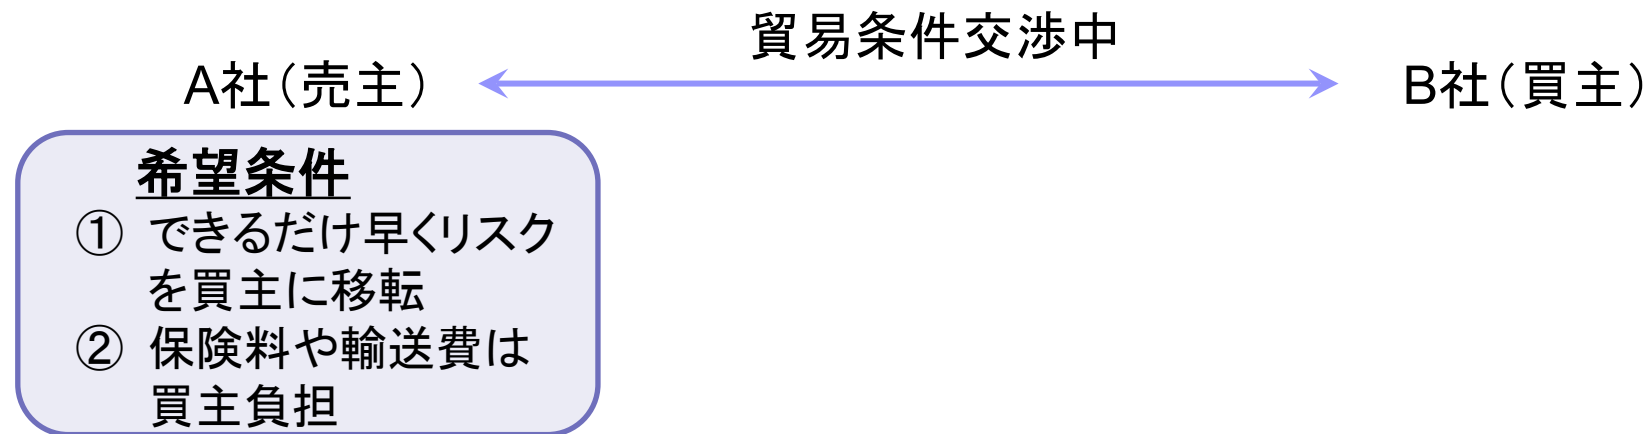 貿易条件交渉中
A社（売主） B社（買主）
希望条件
① できるだけ早くリスク
を買主に移転
② 保険料や輸送費は
買主負担